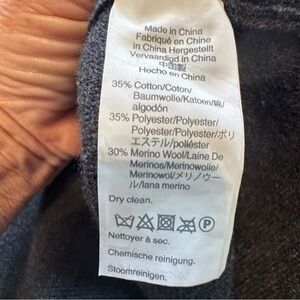 Made in China
Fabriqué en Chine
In China Hergestellt
Vervaardigd in China
中国製
Hecho en China
35% Cotton/Coton/
Baumwolle/Katoen/綿/
algodón
35% Polyester/Polyester/
Polyester/Polyester/ポリ
エステル/poliéster
30% Merino Wool/Laine De
Merinos/Merinowolle/
Merinowol/メリノウー
ル/lana merino
Dry clean.
P
Nettoyer à sec.
Chemische reinigung.
Stoomreinigen.